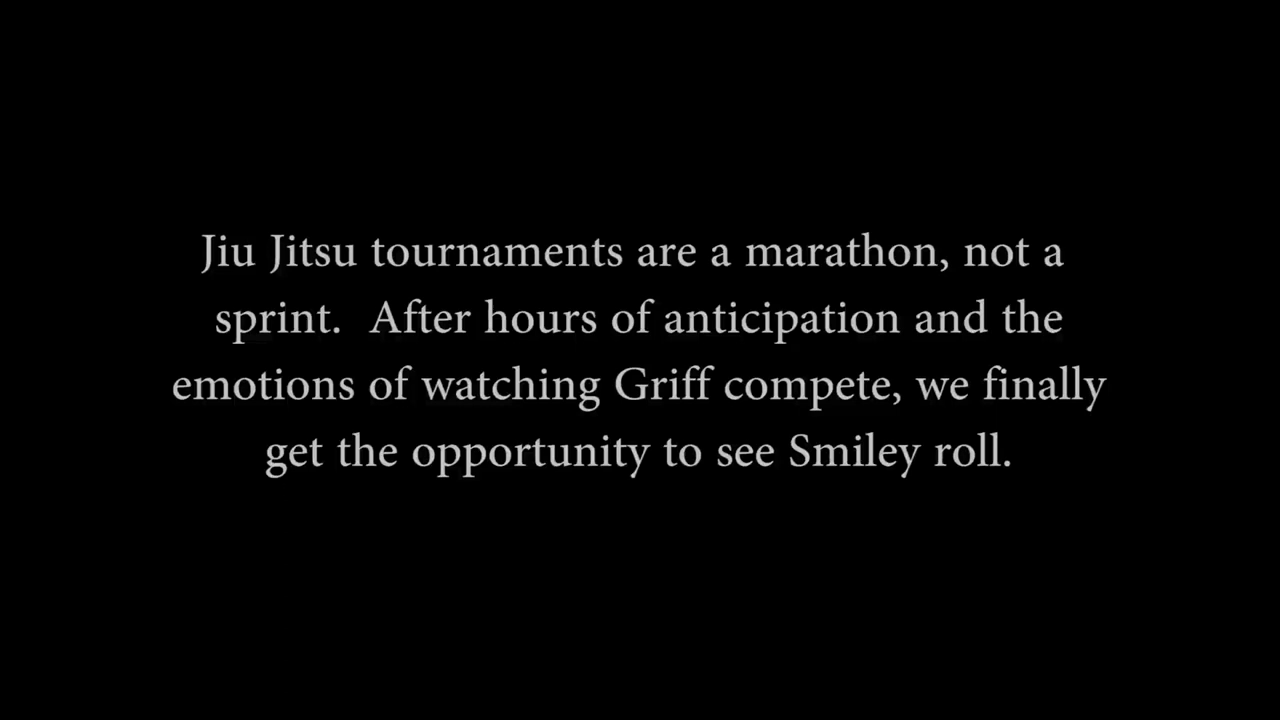 Jiu Jitsu tournaments are a marathon, not a
sprint.  After hours of anticipation and the
emotions of watching Griff compete, we finally
get the opportunity to see Smiley roll.